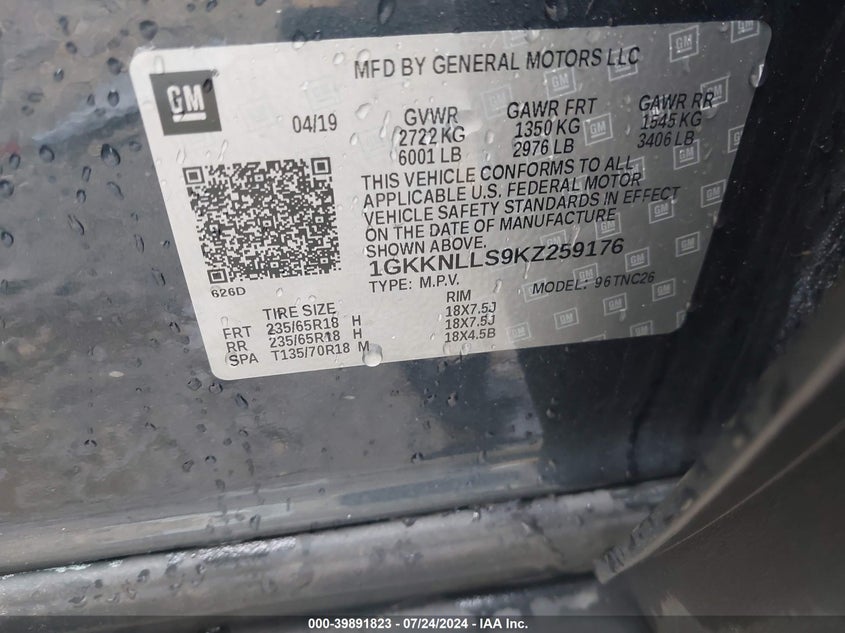 MFD BY GENERAL MOTORS LLC
GM
04/19
GVWR GAWR FRT GAWR RR
2722 KG 1350 KG 1545 KG
6001 LB 2976 LB 3406 LB
THIS VEHICLE CONFORMS TO ALL
APPLICABLE U.S. FEDERAL MOTOR
VEHICLE SAFETY STANDARDS IN EFFECT
ON THE DATE OF MANUFACTURE
SHOWN ABOVE.
1GKKNLLS9KZ259176
TYPE: M.P.V. MODEL: 96TNC26
626D
TIRE SIZE RIM
FRT 235/65R18 H 18X7.5J
RR 235/65R18 H 18X7.5J
SPA T135/70R18 M 18X4.5B
000-39891823 - 07/24/2024 - IAA Inc.